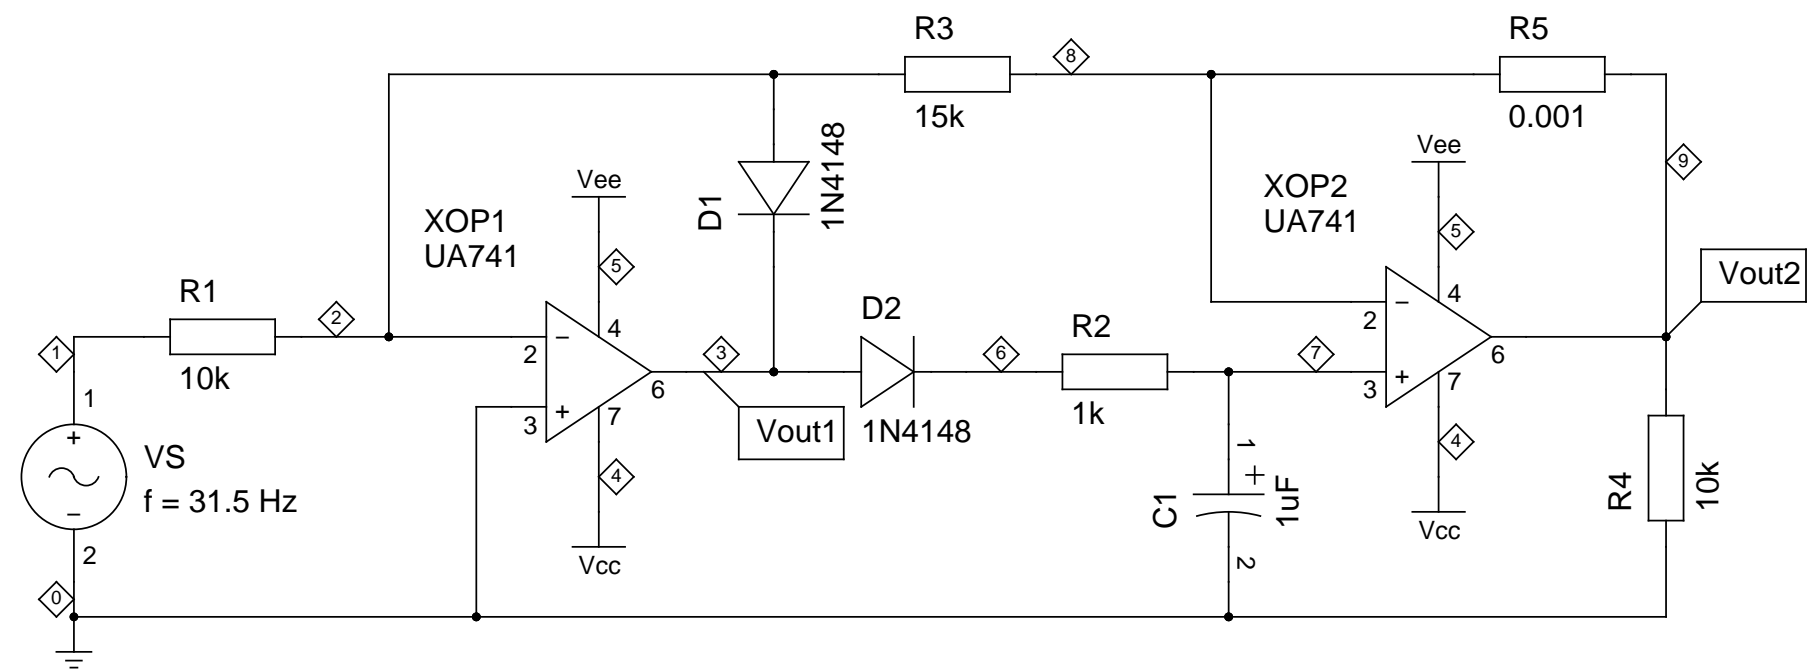 R3
8
R5
15k
0.001
1N4148
D1
Vee
9
XOP2
UA741
Vee
XOP1
UA741
5
5
Vout2
R1
2
4
D2
4
1
−
2
3
R2
6
7
−
2
6
10k
+
3
6
7
1k
+
3
7
1
Vout1
1N4148
+
VS
f = 31.5 Hz
−
4
4
1
+
C1
1uF
R4
10k
2
Vcc
Vcc
2
0